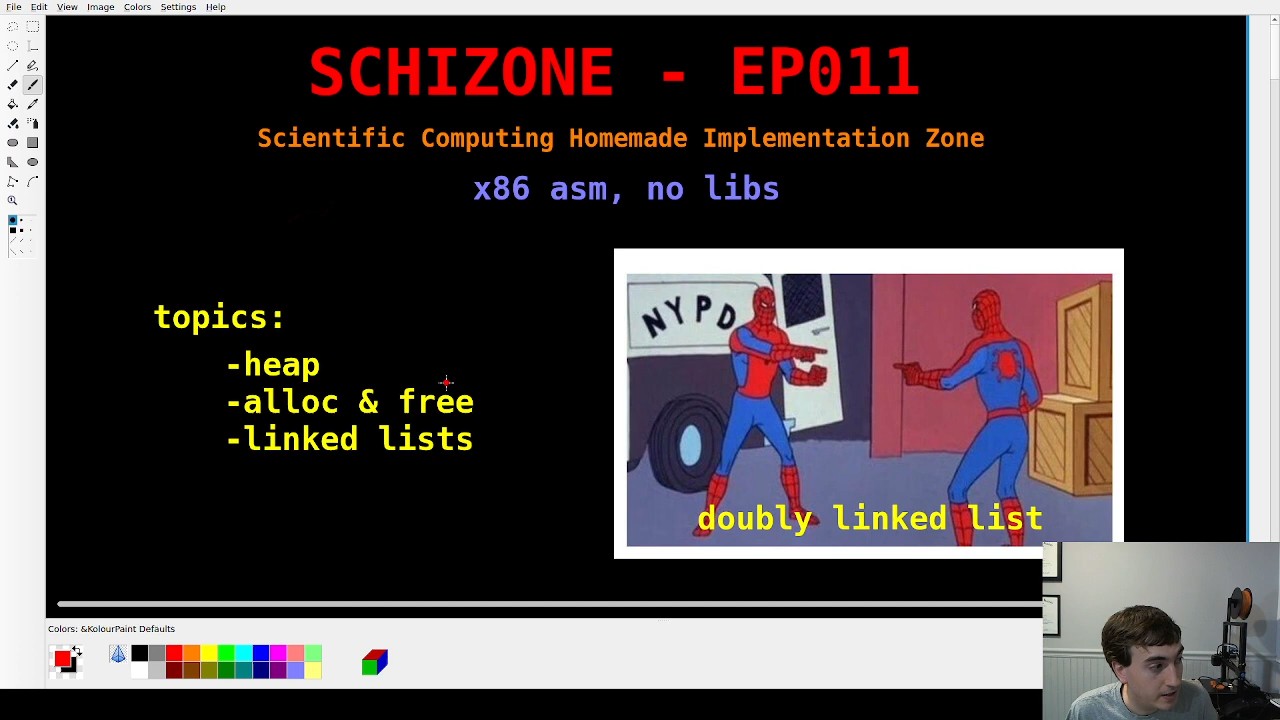 File Edit View Image Colors Settings Help
SCHIZONE - EP011
Scientific Computing Homemade Implementation Zone
x86 asm, no libs
topics:
-heap
-alloc & free
-linked lists
NYPD
doubly linked list
Colors: &KolourPaint Defaults